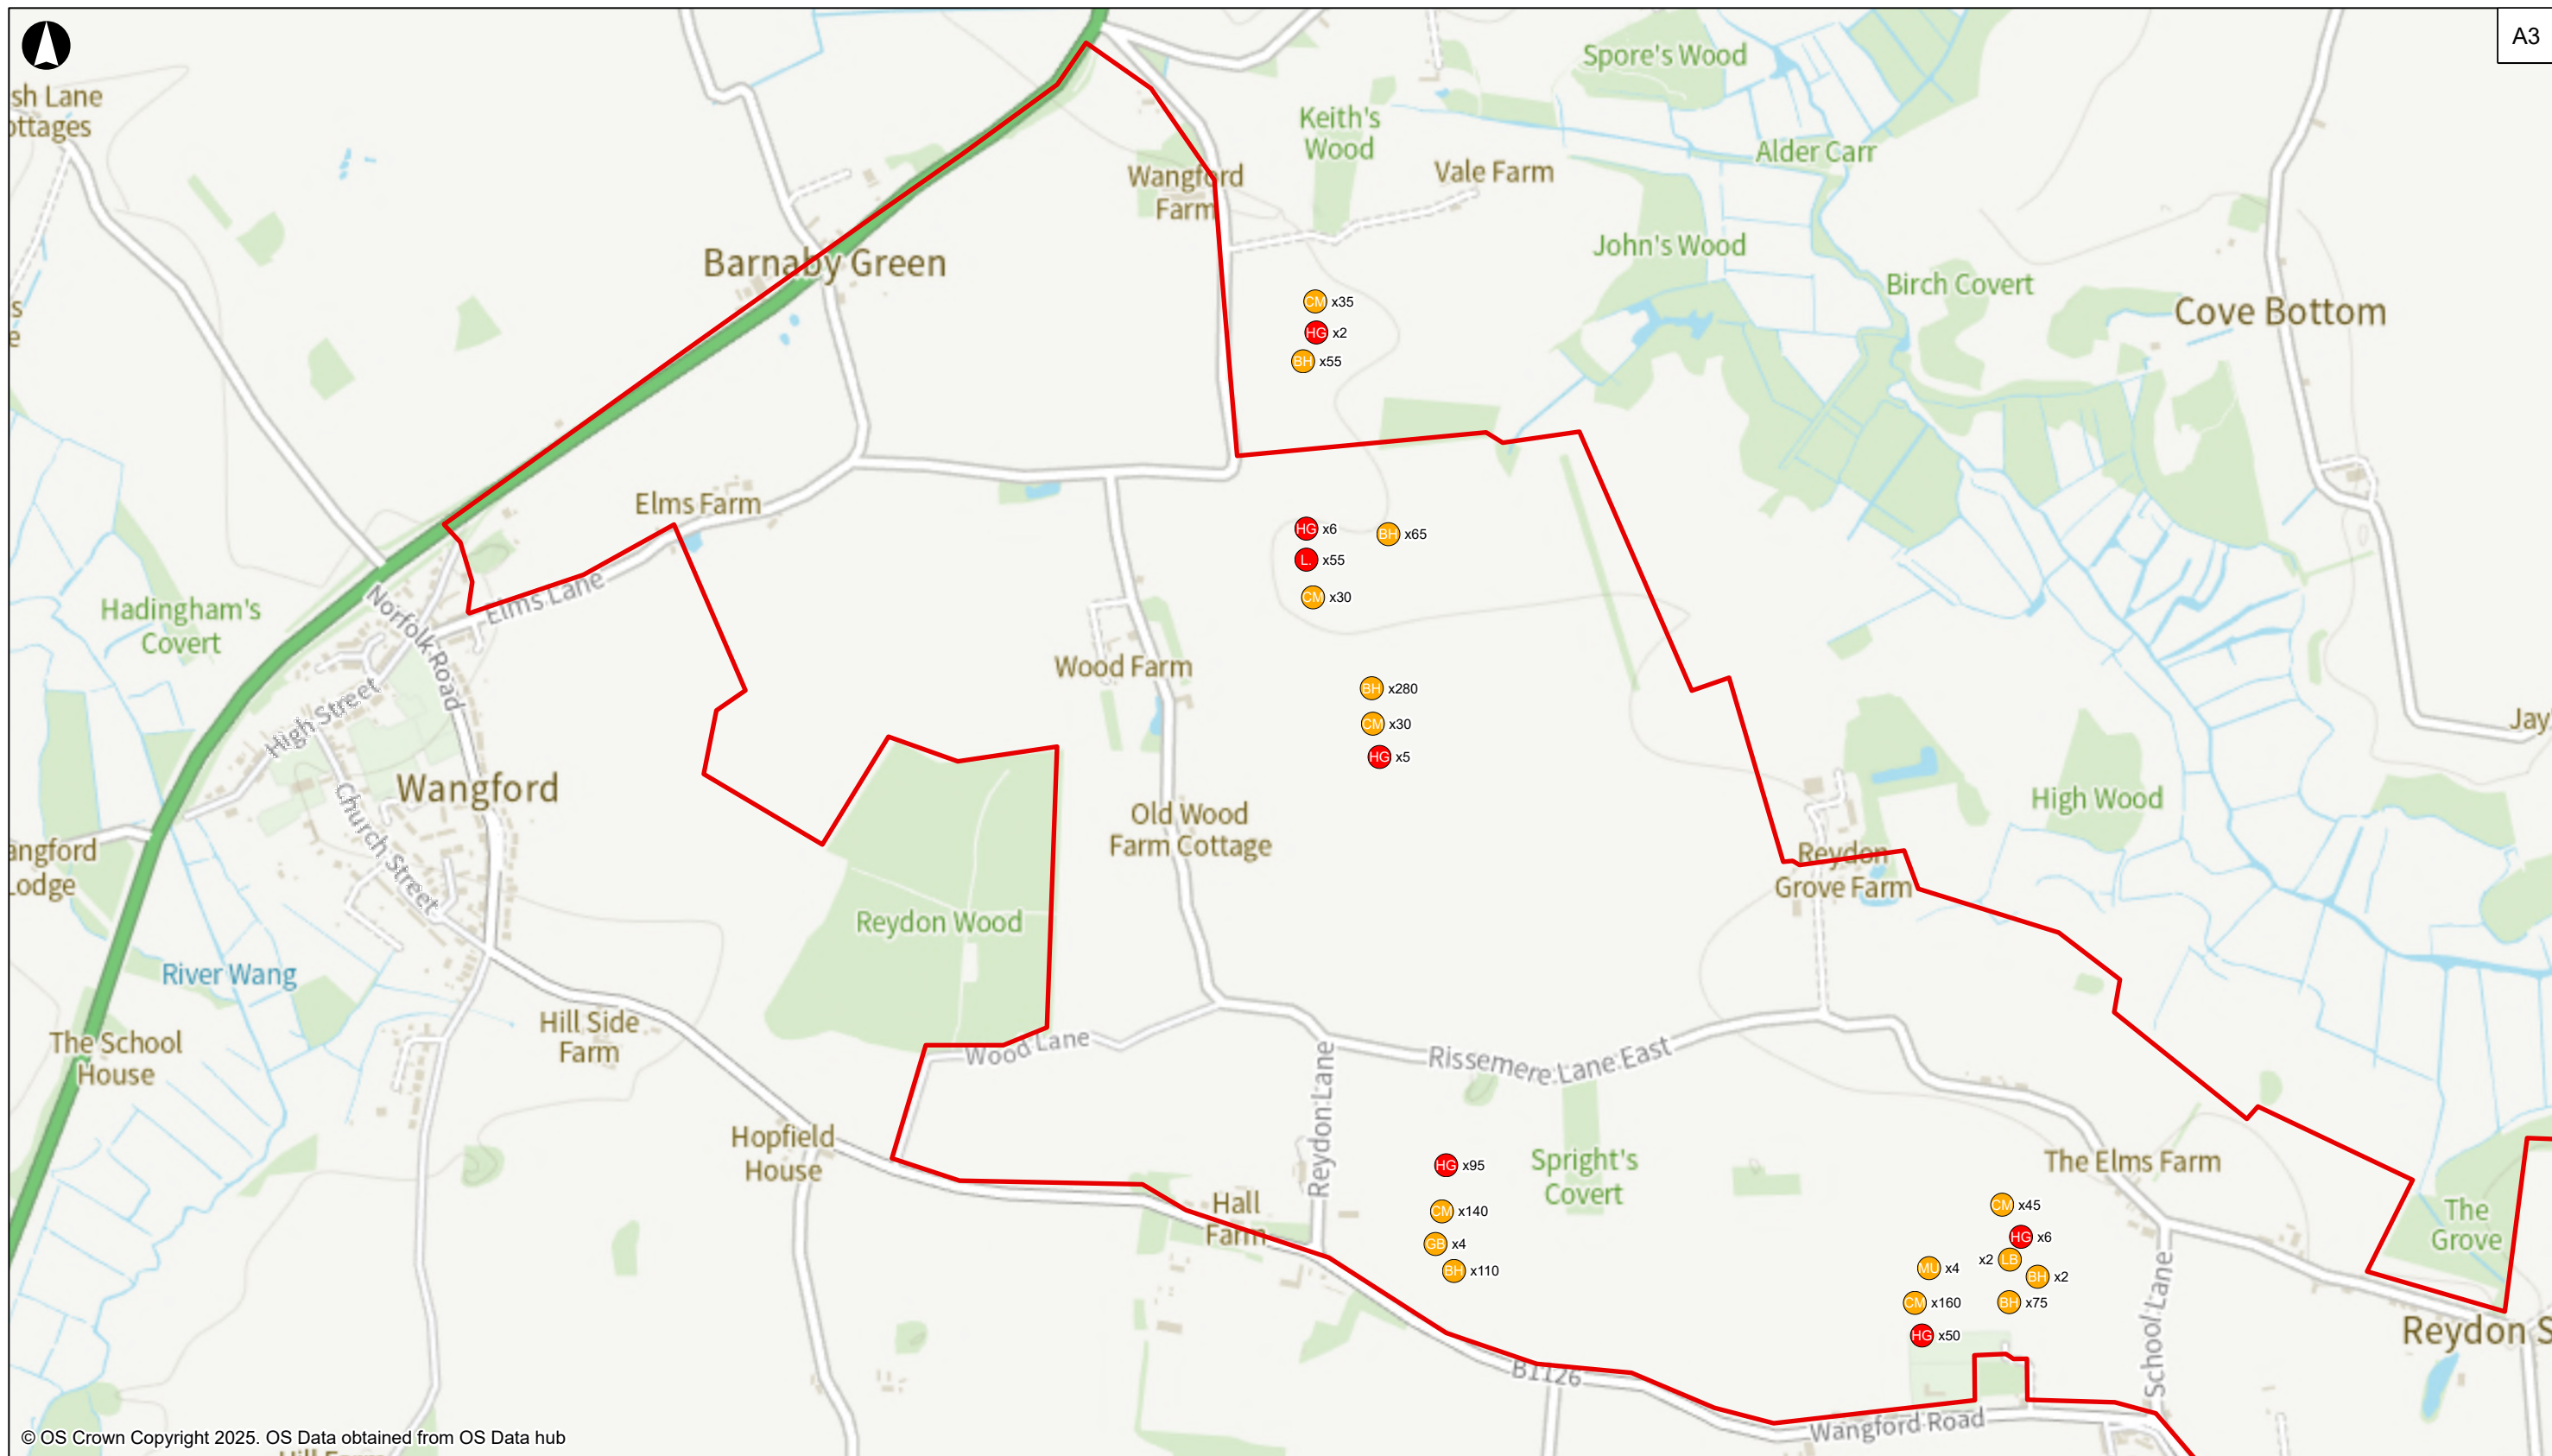 A3
Spore's Wood
sh Lane
ottages
Keith's
Wood
Alder Carr
Vale Farm
Wangford
Farm
John's Wood
Barnaby Green
Birch Covert
Cove Bottom
CM x35
HG x2
BH x55
s
e
Elms Farm
HG x6
BH x65
L. x55
CM x30
Elms Lane
Hadingham's
Covert
Norfolk Road
Wood Farm
BH x280
CM x30
HG x5
High Street
Jay'
Wangford
High Wood
Church Street
Old Wood
Farm Cottage
angford
Lodge
Reydon
Grove Farm
Reydon Wood
River Wang
Hill Side
Farm
The School
House
Wood Lane
Rissemere Lane East
Reydon Lane
Hopfield
House
HG x95
Spright's
Covert
The Elms Farm
Hall
Farm
CM x140
GB x4
BH x110
CM x45
HG x6
x2 LB
BH x2
MU x4
CM x160
BH x75
HG x50
The
Grove
School Lane
Reydon S
B1126
Wangford Road
© OS Crown Copyright 2025. OS Data obtained from OS Data hub